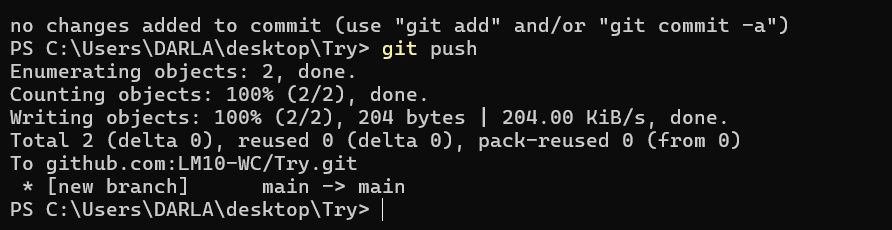 no changes added to commit (use "git add" and/or "git commit -a")
PS C:\Users\DARLA\desktop\Try> git push
Enumerating objects: 2, done.
Counting objects: 100% (2/2), done.
Writing objects: 100% (2/2), 204 bytes | 204.00 KiB/s, done.
Total 2 (delta 0), reused 0 (delta 0), pack-reused 0 (from 0)
To github.com:LM10-WC/Try.git
 * [new branch]      main -> main
PS C:\Users\DARLA\desktop\Try>